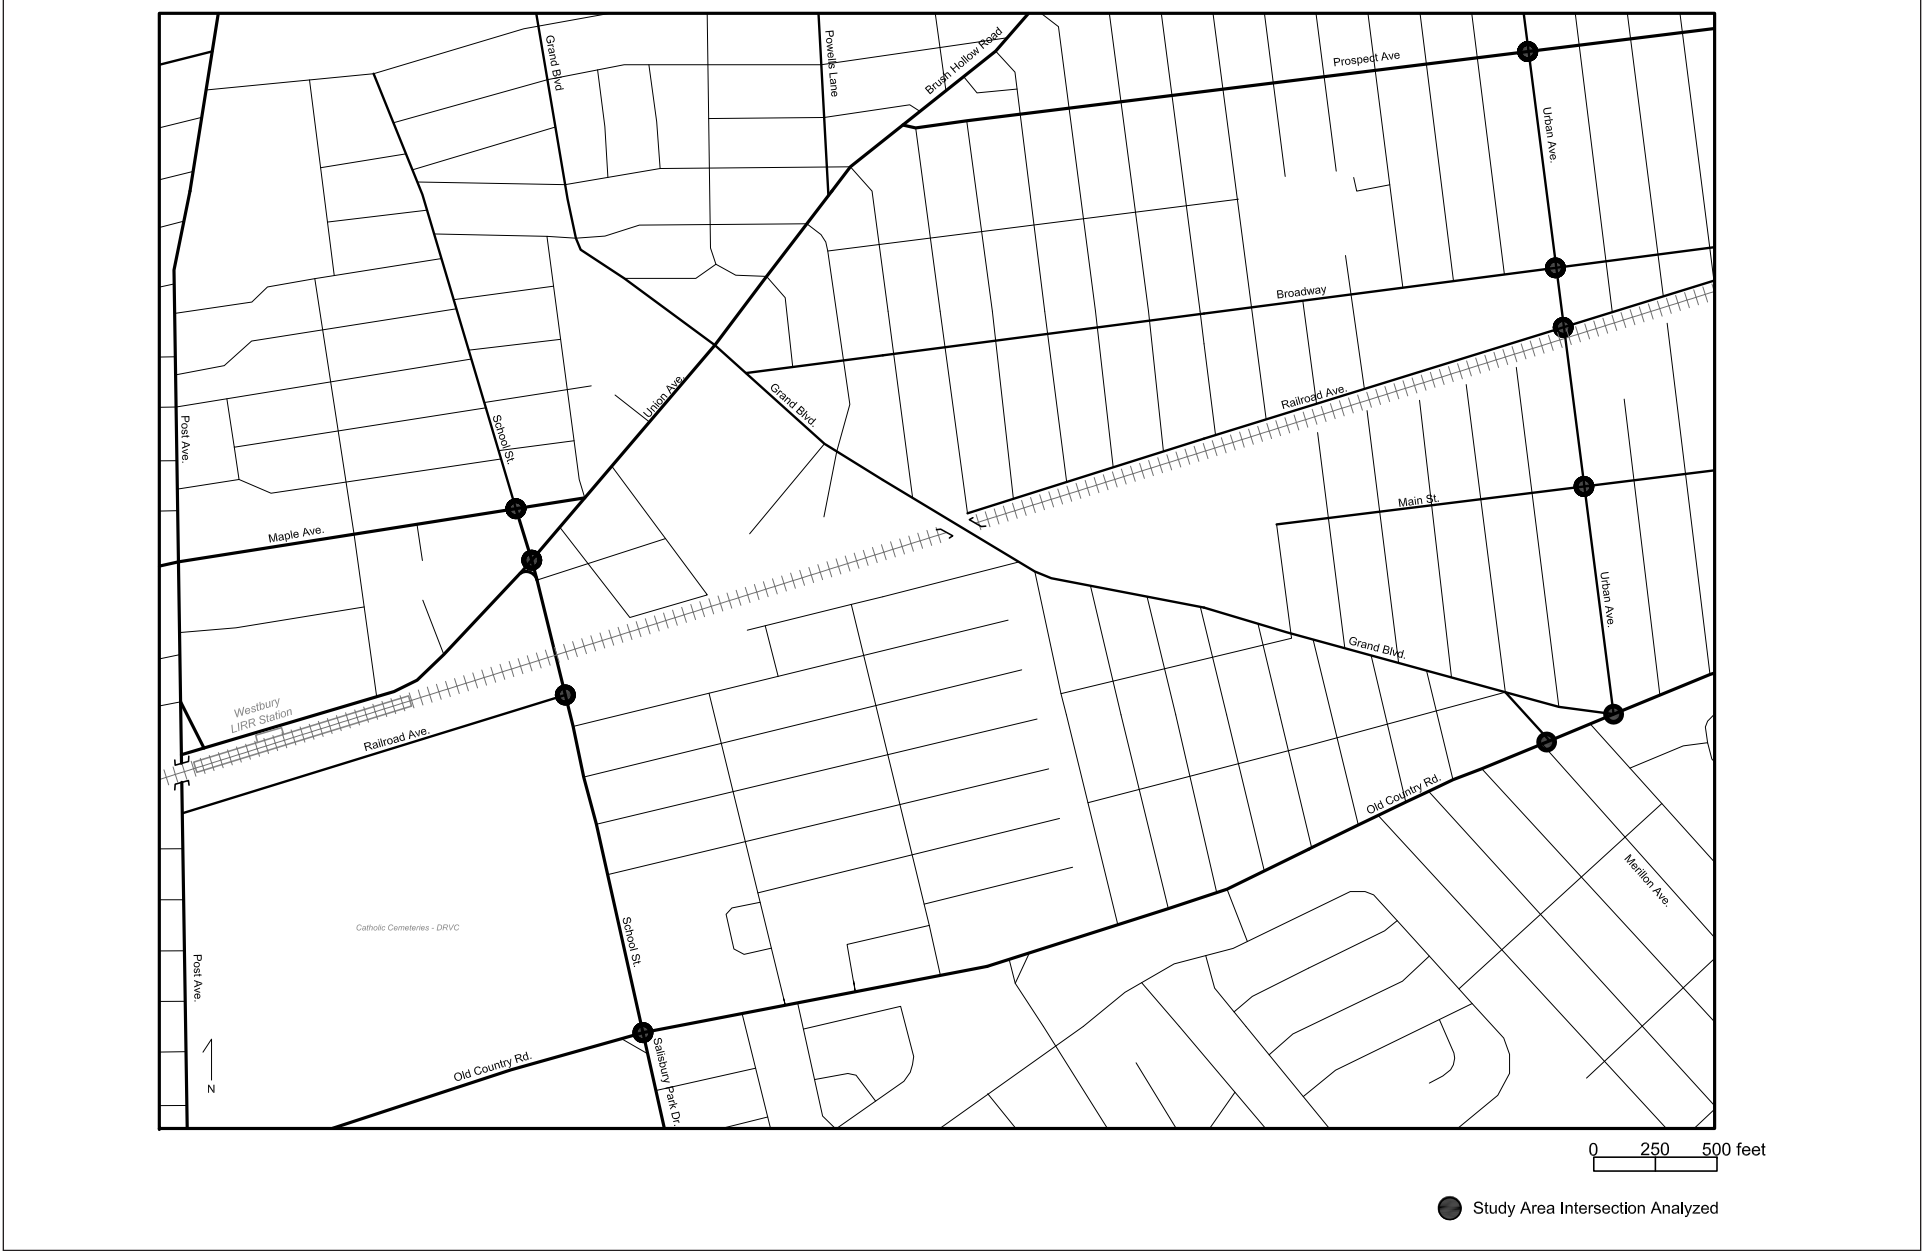 Grand Blvd
Powells Lane
Brush Hollow Road
Prospect Ave
Urban Ave.
Broadway
Post Ave.
School St.
Union Ave.
Grand Blvd.
Railroad Ave.
Main St.
Maple Ave.
Urban Ave.
Grand Blvd.
Westbury
LIRR Station
Railroad Ave.
Old Country Rd.
Merillon Ave.
Catholic Cemeteries - DRVC
School St.
Post Ave.
N
Old Country Rd.
Salisbury Park Dr.
0 250 500 feet
Study Area Intersection Analyzed